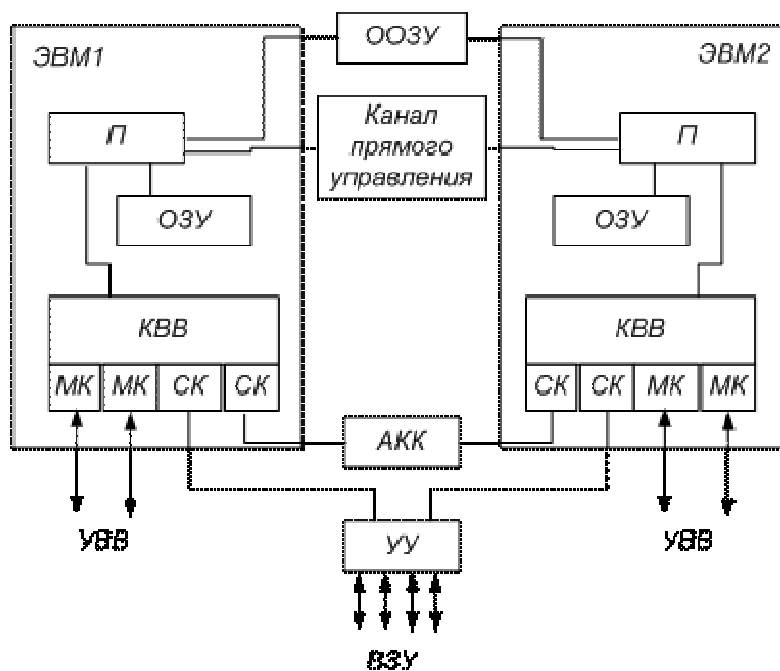 ООЗУ
ЭВМ1
ЭВМ2
П
Канал
прямого
управления
П
ОЗУ
ОЗУ
КВВ
КВВ
МК МК СК СК
СК СК МК МК
АКК
УВВ
УВВ
УУ
ВЗУ